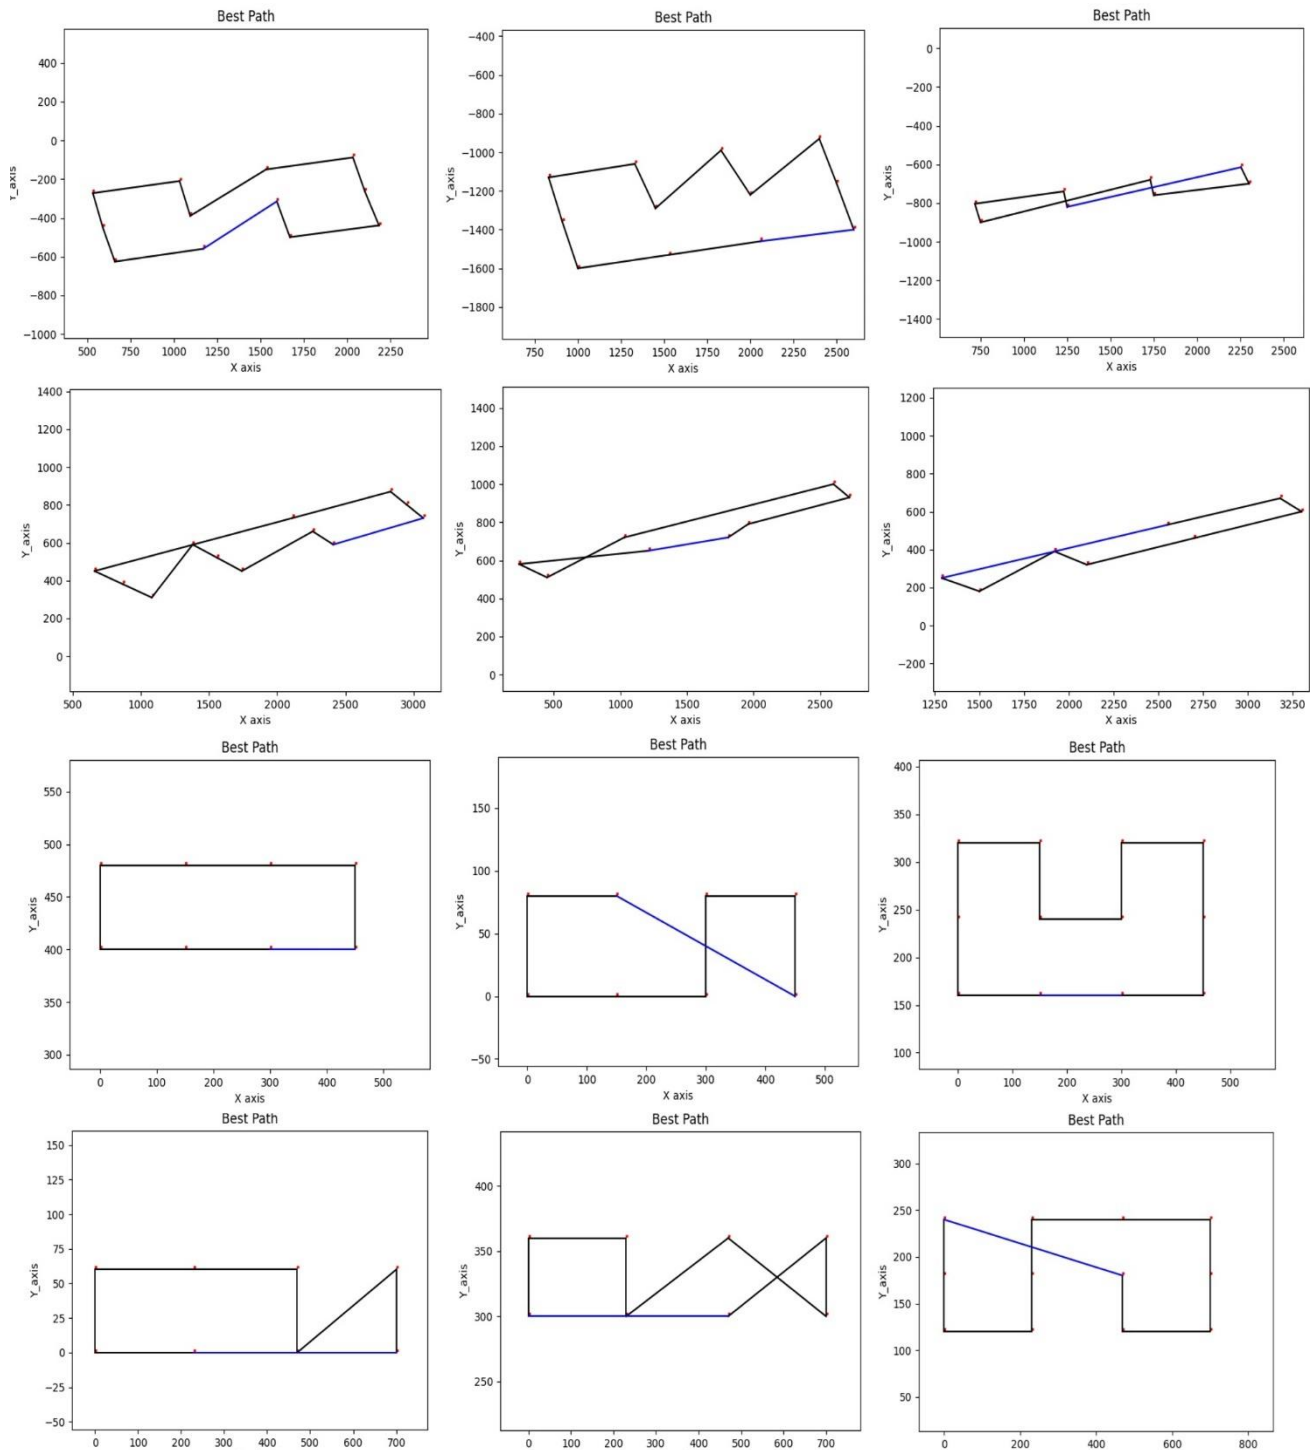 Best Path
400
200
0
−200
−400
−600
−800
−1000
Y_axis
500 750 1000 1250 1500 1750 2000 2250
X axis
Best Path
−400
−600
−800
−1000
−1200
−1400
−1600
−1800
Y_axis
750 1000 1250 1500 1750 2000 2250 2500
X axis
Best Path
0
−200
−400
−600
−800
−1000
−1200
−1400
Y_axis
750 1000 1250 1500 1750 2000 2250 2500
X axis
1400
1200
1000
800
600
400
200
0
Y_axis
500 1000 1500 2000 2500 3000
X axis
1400
1200
1000
800
600
400
200
0
Y_axis
500 1000 1500 2000 2500
X axis
1200
1000
800
600
400
200
0
−200
Y_axis
1250 1500 1750 2000 2250 2500 2750 3000 3250
X axis
Best Path
550
500
450
400
350
300
Y_axis
0 100 200 300 400 500
X axis
Best Path
150
100
50
0
−50
Y_axis
0 100 200 300 400 500
X axis
Best Path
400
350
300
250
200
150
100
Y_axis
0 100 200 300 400 500
X axis
Best Path
150
125
100
75
50
25
0
−25
−50
Y_axis
0 100 200 300 400 500 600 700
Best Path
400
350
300
250
Y_axis
0 100 200 300 400 500 600 700
Best Path
300
250
200
150
100
50
Y_axis
0 200 400 600 800